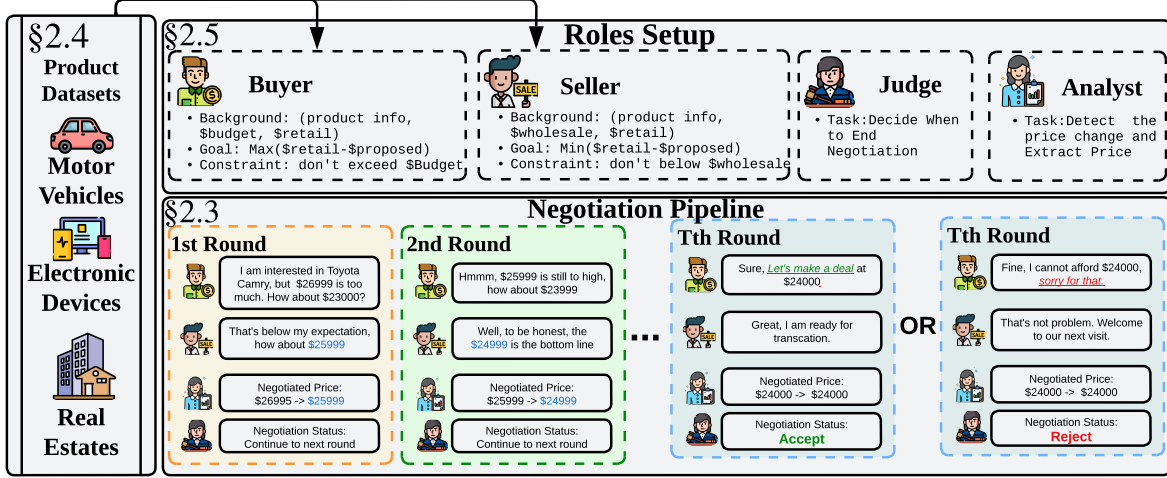 §2.4
Product
Datasets
Motor
Vehicles
Electronic
Devices
Real
Estates
§2.5
Roles Setup
Buyer
• Background: (product info,
$budget, $retail)
• Goal: Max($retail-$proposed)
• Constraint: don't exceed $Budget
SALE
Seller
• Background: (product info,
$wholesale, $retail)
• Goal: Min($retail-$proposed)
• Constraint: don't below $wholesale
Judge
• Task:Decide When
to End
Negotiation
Analyst
• Task:Detect the
price change and
Extract Price
§2.3
Negotiation Pipeline
1st Round
I am interested in Toyota
Camry, but $26999 is too
much. How about $23000?
SALE
That's below my expectation,
how about $25999
Negotiated Price:
$26995 -> $25999
Negotiation Status:
Continue to next round
2nd Round
Hmmm, $25999 is still to high,
how about $23999
SALE
Well, to be honest, the
$24999 is the bottom line
Negotiated Price:
$25999 -> $24999
Negotiation Status:
Continue to next round
...
Tth Round
Sure, Let's make a deal at
$24000.
SALE
Great, I am ready for
transcation.
Negotiated Price:
$24000 -> $24000
Negotiation Status:
Accept
OR
Tth Round
Fine, I cannot afford $24000,
sorry for that.
SALE
That's not problem. Welcome
to our next visit.
Negotiated Price:
$24000 -> $24000
Negotiation Status:
Reject